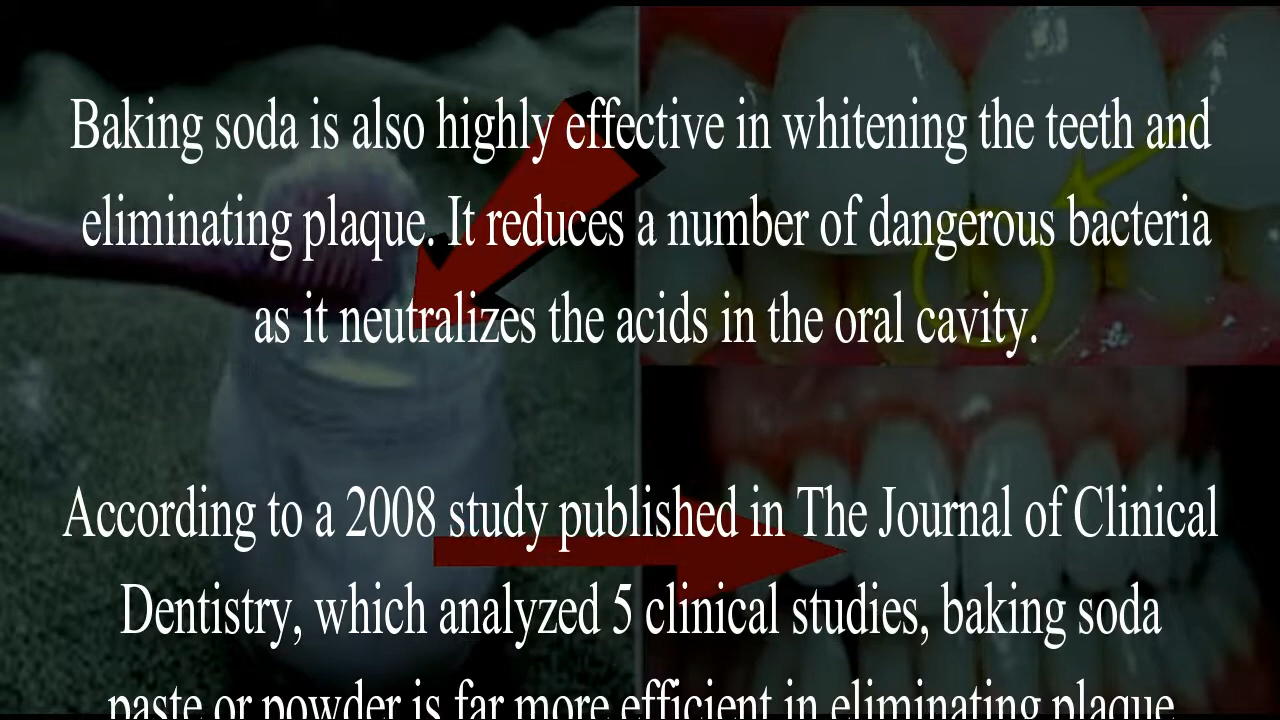 Baking soda is also highly effective in whitening the teeth and
eliminating plaque. It reduces a number of dangerous bacteria
as it neutralizes the acids in the oral cavity.
According to a 2008 study published in The Journal of Clinical
Dentistry, which analyzed 5 clinical studies, baking soda
paste or powder is far more efficient in eliminating plaque